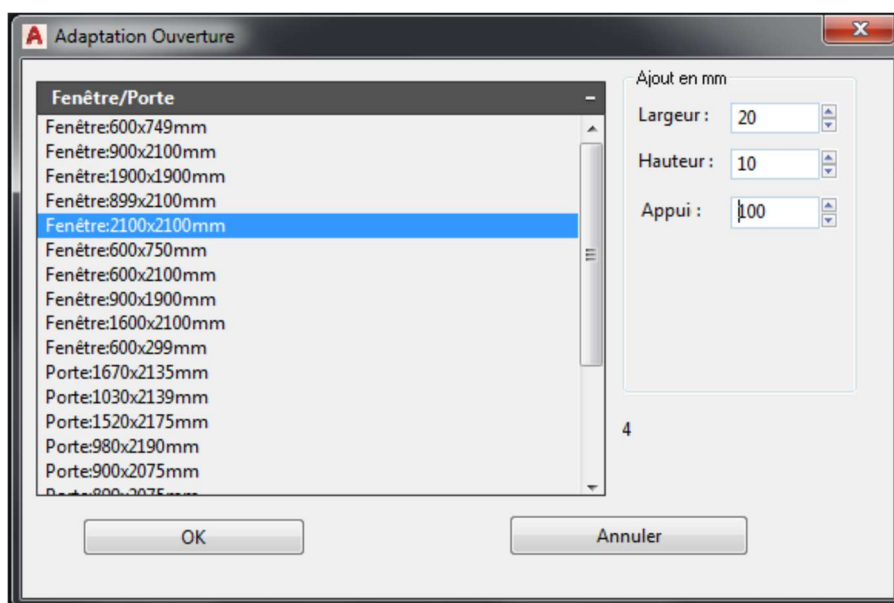 Adaptation Ouverture
Fenêtre/Porte
Fenêtre:600x749mm
Fenêtre:900x2100mm
Fenêtre:1900x1900mm
Fenêtre:899x2100mm
Fenêtre:2100x2100mm
Fenêtre:600x750mm
Fenêtre:600x2100mm
Fenêtre:900x1900mm
Fenêtre:1600x2100mm
Fenêtre:600x299mm
Porte:1670x2135mm
Porte:1030x2139mm
Porte:1520x2175mm
Porte:980x2190mm
Porte:900x2075mm
Ajout en mm
Largeur : 20
Hauteur : 10
Appui : 100
4
OK
Annuler